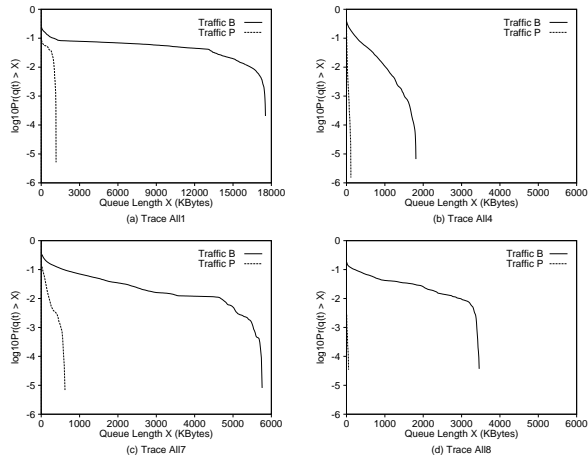 0
-1
-2
-3
-4
-5
-6
log10Pr(q(t) > X)
Traffic B
Traffic P
0 3000 6000 9000 12000 15000 18000
Queue Length X (KBytes)
(a) Trace All1
0
-1
-2
-3
-4
-5
-6
log10Pr(q(t) > X)
Traffic B
Traffic P
0 1000 2000 3000 4000 5000 6000
Queue Length X (KBytes)
(b) Trace All4
0
-1
-2
-3
-4
-5
-6
log10Pr(q(t) > X)
Traffic B
Traffic P
0 1000 2000 3000 4000 5000 6000
Queue Length X (KBytes)
(c) Trace All7
0
-1
-2
-3
-4
-5
-6
log10Pr(q(t) > X)
Traffic B
Traffic P
0 1000 2000 3000 4000 5000 6000
Queue Length X (KBytes)
(d) Trace All8